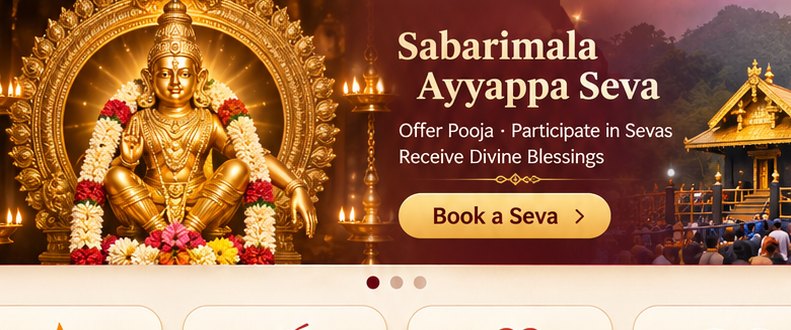 Sabarimala
Ayyappa Seva
Offer Pooja · Participate in Sevas
Receive Divine Blessings
Book a Seva